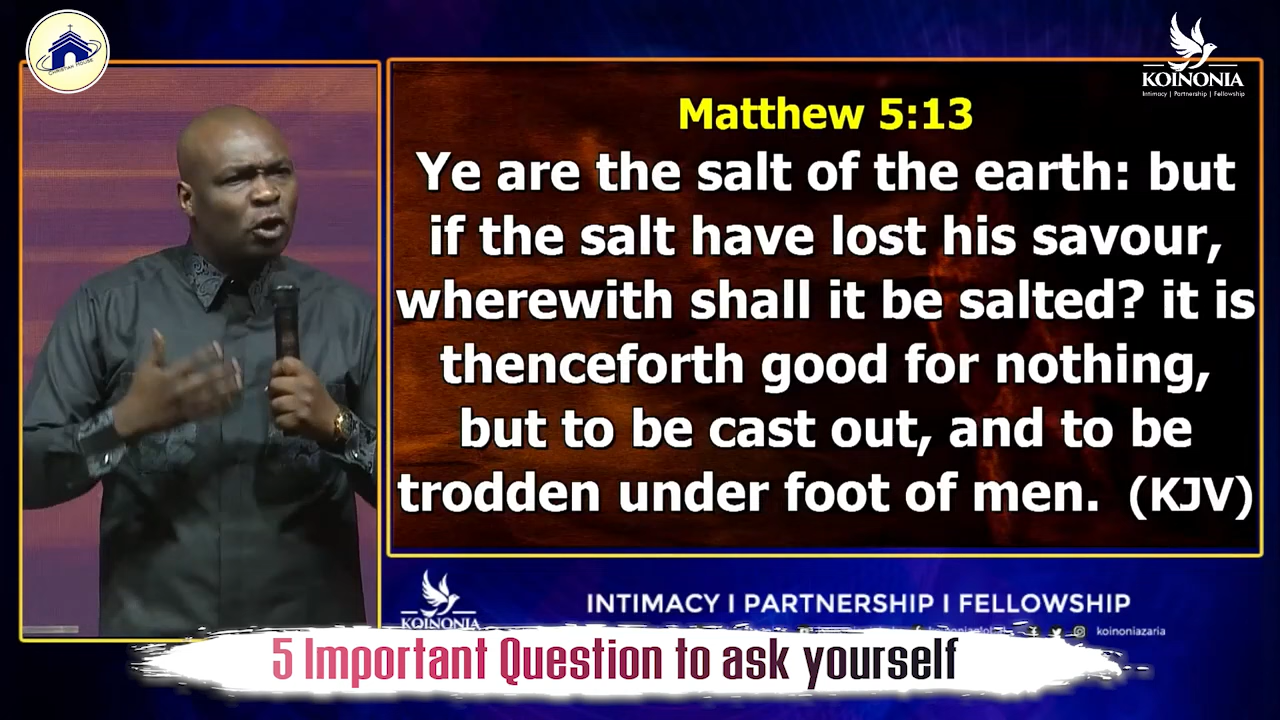 CHRISTIAN HOUSE
KOINONIA
Intimacy | Partnership | Fellowship
Matthew 5:13
Ye are the salt of the earth: but
if the salt have lost his savour,
wherewith shall it be salted? it is
thenceforth good for nothing,
but to be cast out, and to be
trodden under foot of men. (KJV)
KOINONIA
INTIMACY I PARTNERSHIP I FELLOWSHIP
koinoniazaria
5 Important Question to ask yourself